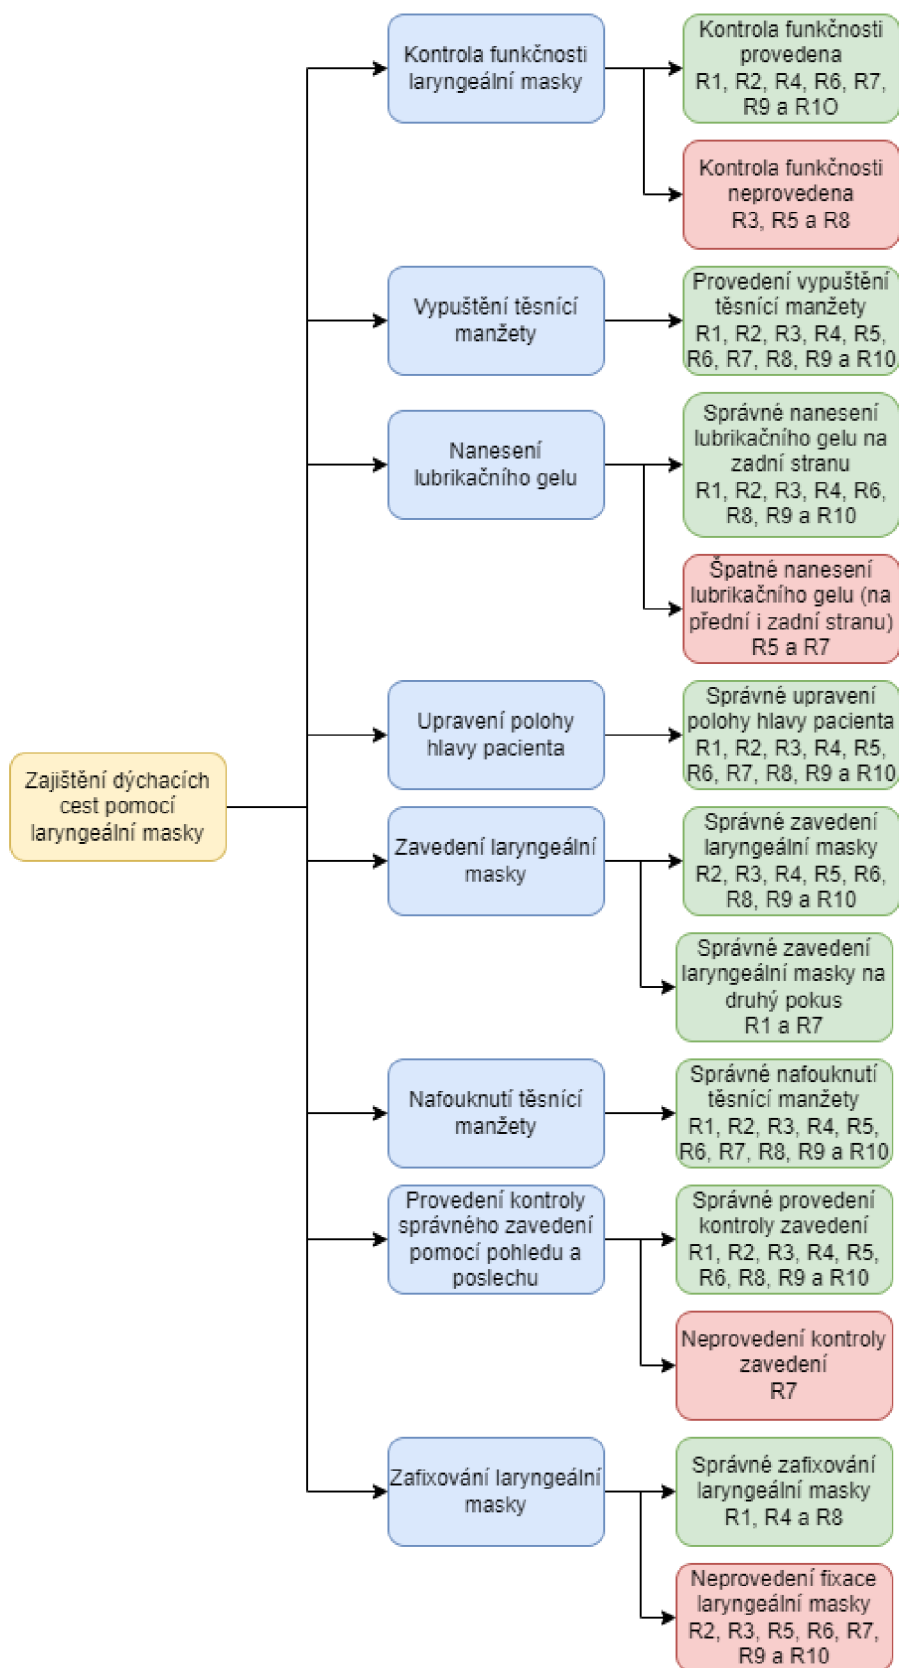 Zajištění dýchacích
cest pomocí
laryngeální masky
Kontrola funkčnosti
laryngeální masky
Kontrola funkčnosti
provedena
R1, R2, R4, R6, R7,
R9 a R1O
Kontrola funkčnosti
neprovedena
R3, R5 a R8
Vypuštění těsnící
manžety
Provedení vypuštění
těsnící manžety
R1, R2, R3, R4, R5,
R6, R7, R8, R9 a R10
Nanesení
lubrikačního gelu
Správné nanesení
lubrikačního gelu na
zadní stranu
R1, R2, R3, R4, R6,
R8, R9 a R10
Špatné nanesení
lubrikačního gelu (na
přední i zadní stranu)
R5 a R7
Upravení polohy
hlavy pacienta
Správné upravení
polohy hlavy pacienta
R1, R2, R3, R4, R5,
R6, R7, R8, R9 a R10
Zavedení laryngeální
masky
Správné zavedení
laryngeální masky
R2, R3, R4, R5, R6,
R8, R9 a R10
Správné zavedení
laryngeální masky na
druhý pokus
R1 a R7
Nafouknutí těsnící
manžety
Správné nafouknutí
těsnící manžety
R1, R2, R3, R4, R5,
R6, R7, R8, R9 a R10
Provedení kontroly
správného zavedení
pomocí pohledu a
poslechu
Správné provedení
kontroly zavedení
R1, R2, R3, R4, R5,
R6, R8, R9 a R10
Neprovedení kontroly
zavedení
R7
Zafixování laryngeální
masky
Správné zafixování
laryngeální masky
R1, R4 a R8
Neprovedení fixace
laryngeální masky
R2, R3, R5, R6, R7,
R9 a R10